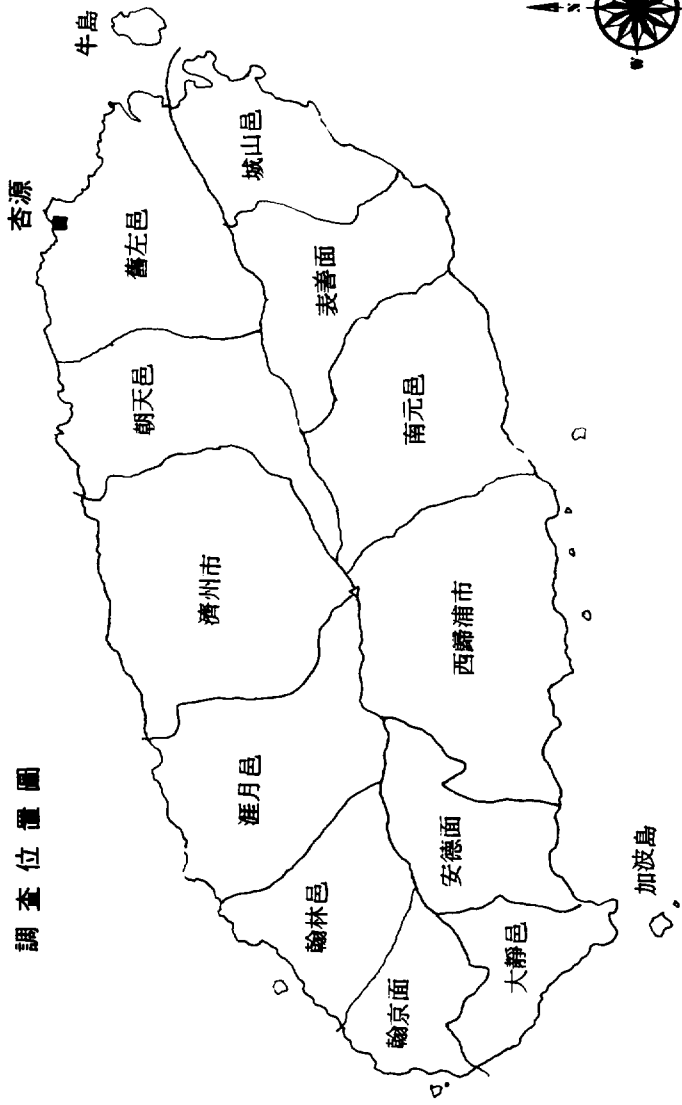 調査位置圖
杏源
牛島
舊左邑
城山邑
朝天邑
表善面
濟州市
南元邑
涯月邑
西歸浦市
翰林邑
安德面
翰京面
大靜邑
加波島
N